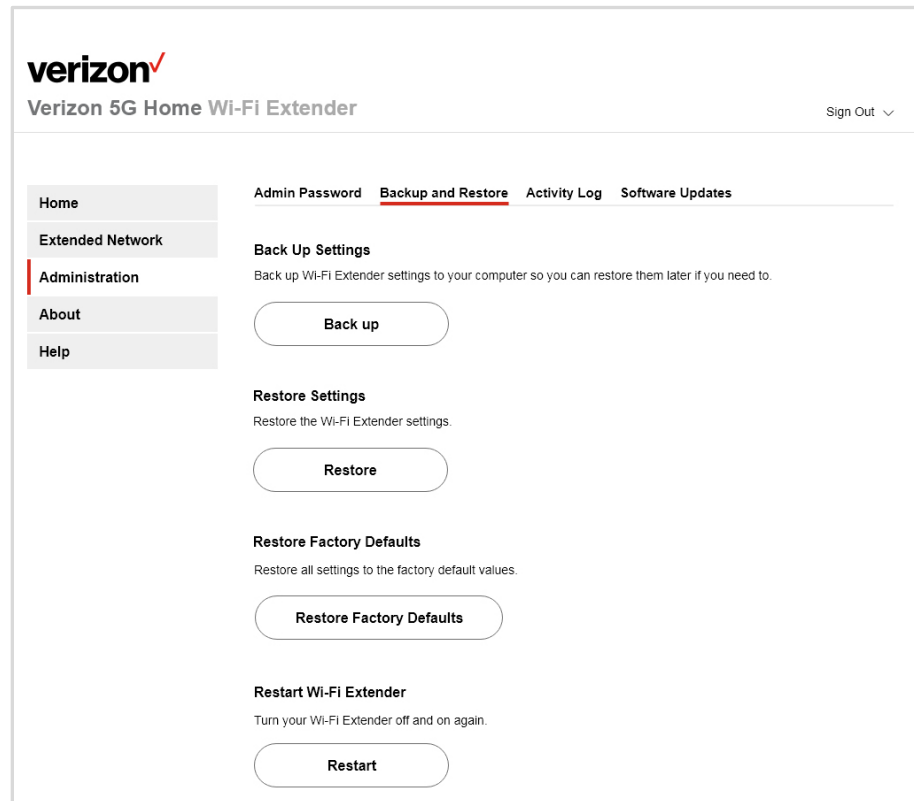 verizon
Verizon 5G Home Wi-Fi Extender
Sign Out
Home
Extended Network
Administration
About
Help
Admin Password Backup and Restore Activity Log Software Updates
Back Up Settings
Back up Wi-Fi Extender settings to your computer so you can restore them later if you need to.
Back up
Restore Settings
Restore the Wi-Fi Extender settings.
Restore
Restore Factory Defaults
Restore all settings to the factory default values.
Restore Factory Defaults
Restart Wi-Fi Extender
Turn your Wi-Fi Extender off and on again.
Restart